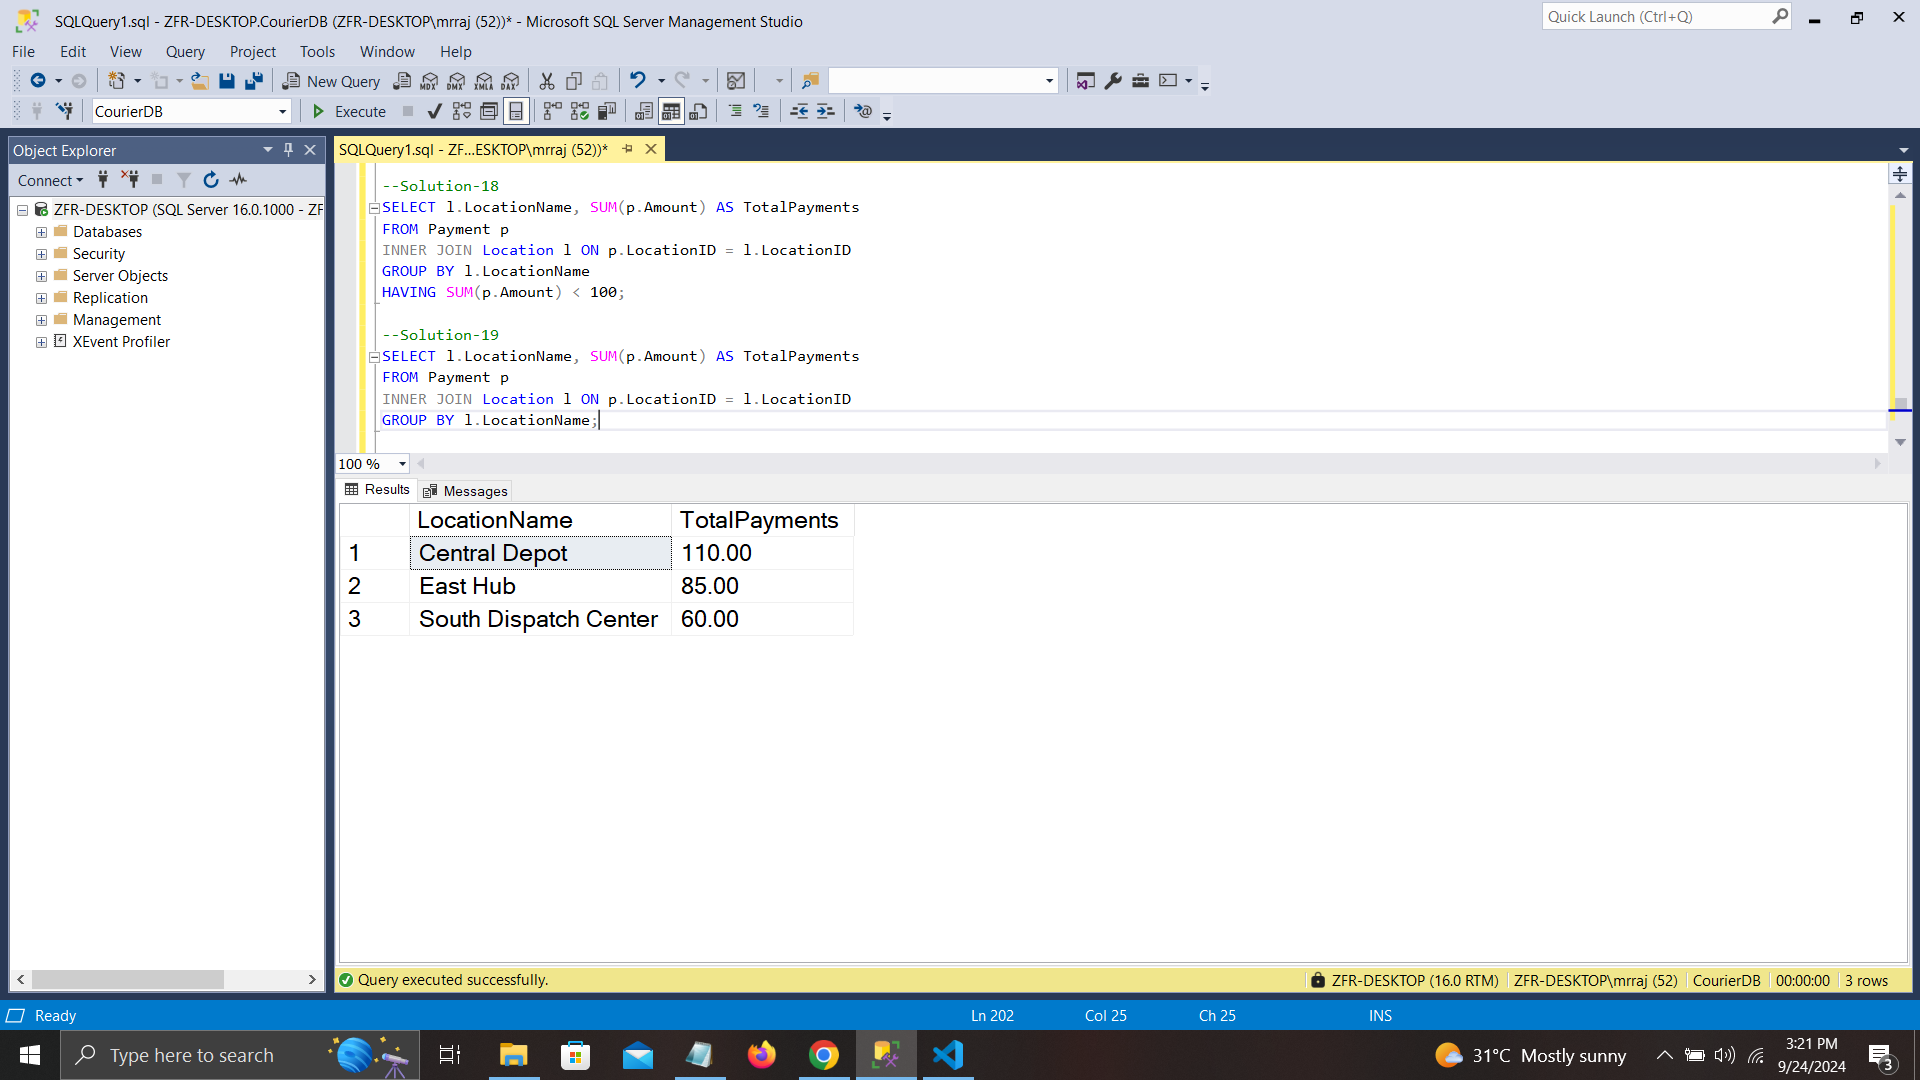 SQLQuery1.sql - ZFR-DESKTOP.CourierDB (ZFR-DESKTOP\mrraj (52))* - Microsoft SQL Server Management Studio
Quick Launch (Ctrl+Q)
File Edit View Query Project Tools Window Help
New Query MDX DMX XMLA DAX
CourierDB Execute
Object Explorer
SQLQuery1.sql - ZF...ESKTOP\mrraj (52))*
Connect
ZFR-DESKTOP (SQL Server 16.0.1000 - ZF
Databases
Security
Server Objects
Replication
Management
XEvent Profiler
--Solution-18
SELECT l.LocationName, SUM(p.Amount) AS TotalPayments
FROM Payment p
INNER JOIN Location l ON p.LocationID = l.LocationID
GROUP BY l.LocationName
HAVING SUM(p.Amount) < 100;
--Solution-19
SELECT l.LocationName, SUM(p.Amount) AS TotalPayments
FROM Payment p
INNER JOIN Location l ON p.LocationID = l.LocationID
GROUP BY l.LocationName;
100 %
Results Messages
LocationName TotalPayments
1 Central Depot 110.00
2 East Hub 85.00
3 South Dispatch Center 60.00
Query executed successfully.
ZFR-DESKTOP (16.0 RTM) ZFR-DESKTOP\mrraj (52) CourierDB 00:00:00 3 rows
Ready Ln 202 Col 25 Ch 25 INS
Type here to search
31°C Mostly sunny
3:21 PM
9/24/2024
3